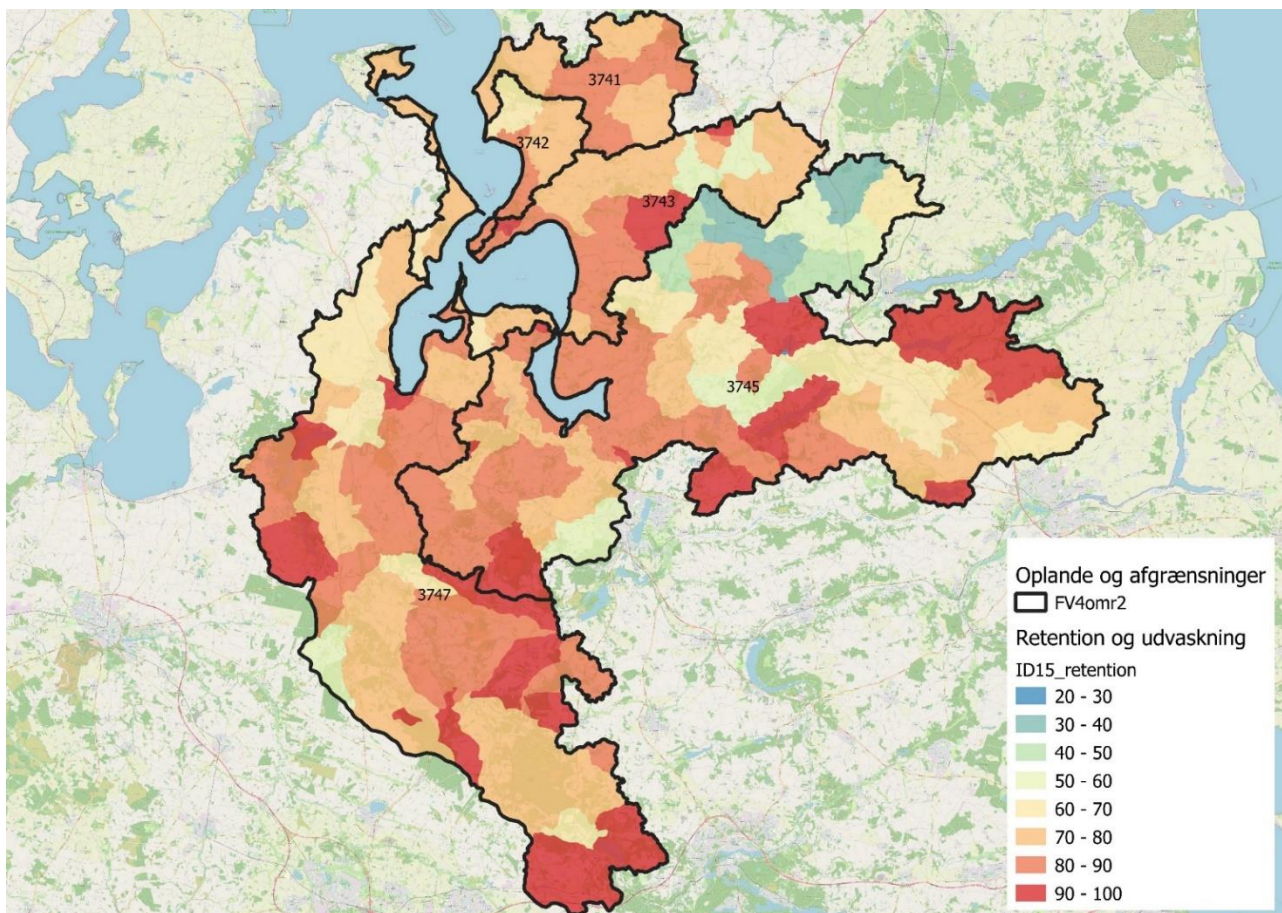 3741
3742
3743
3745
3747
Oplande og afgrænsninger
FV4omr2
Retention og udvaskning
ID15_retention
20 - 30
30 - 40
40 - 50
50 - 60
60 - 70
70 - 80
80 - 90
90 - 100